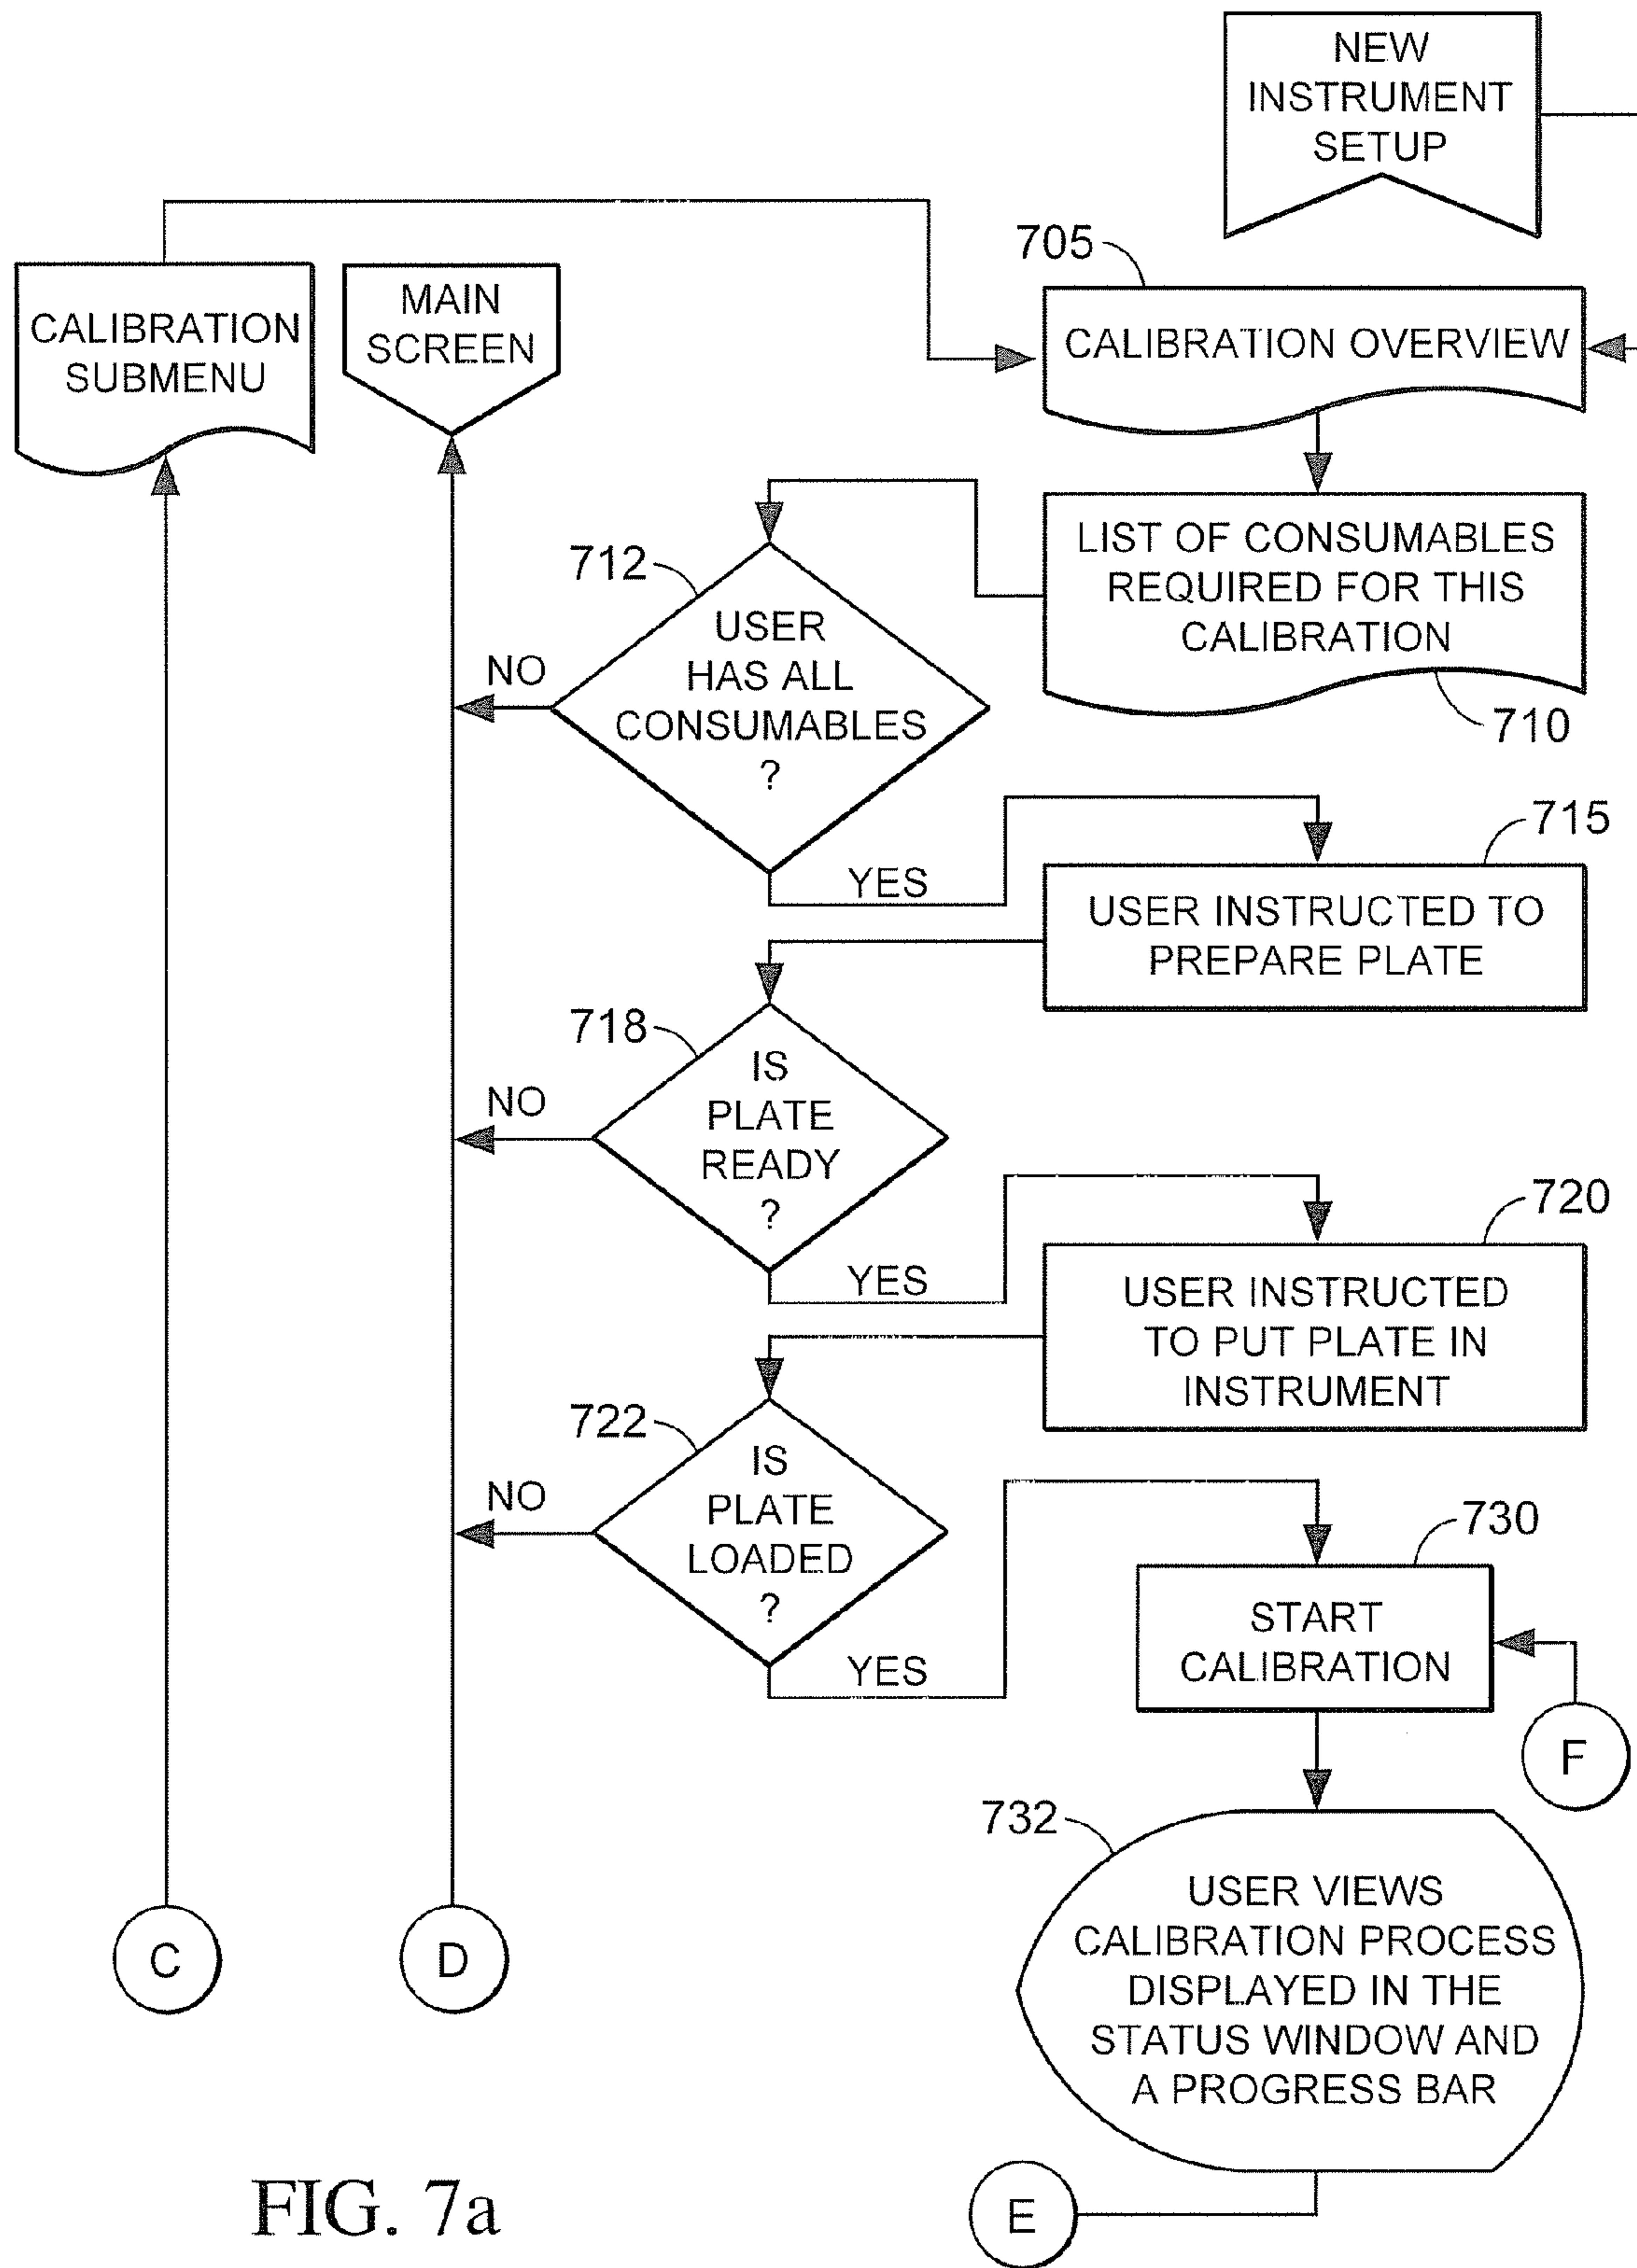 NEW
INSTRUMENT
SETUP
705
CALIBRATION
SUBMENU
MAIN
SCREEN
CALIBRATION OVERVIEW
712
LIST OF CONSUMABLES
REQUIRED FOR THIS
CALIBRATION
710
USER
HAS ALL
CONSUMABLES
?
NO
YES
715
USER INSTRUCTED TO
PREPARE PLATE
718
IS
PLATE
READY
?
NO
YES
720
USER INSTRUCTED
TO PUT PLATE IN
INSTRUMENT
722
IS
PLATE
LOADED
?
NO
YES
730
START
CALIBRATION
F
732
USER VIEWS
CALIBRATION PROCESS
DISPLAYED IN THE
STATUS WINDOW AND
A PROGRESS BAR
C
D
E
FIG. 7a